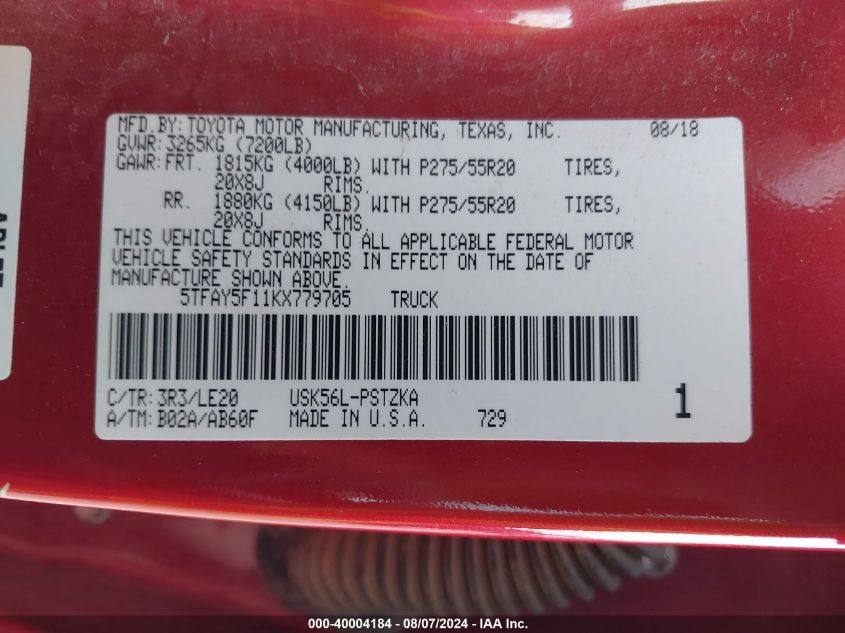 MFD.BY: TOYOTA MOTOR MANUFACTURING, TEXAS, INC. 08/18
GVWR: 3265KG (7200LB)
GAWR: FRT. 1815KG (4000LB) WITH P275/55R20 TIRES,
20X8J RIMS.
RR. 1880KG (4150LB) WITH P275/55R20 TIRES,
20X8J RIMS.
THIS VEHICLE CONFORMS TO ALL APPLICABLE FEDERAL MOTOR
VEHICLE SAFETY STANDARDS IN EFFECT ON THE DATE OF
MANUFACTURE SHOWN ABOVE.
5TFAY5F11KX779705 TRUCK
C/TR: 3R3/LE20 USK56L-PSTZKA 1
A/TM: B02A/AB60F MADE IN U.S.A. 729
000-40004184 - 08/07/2024 - IAA Inc.